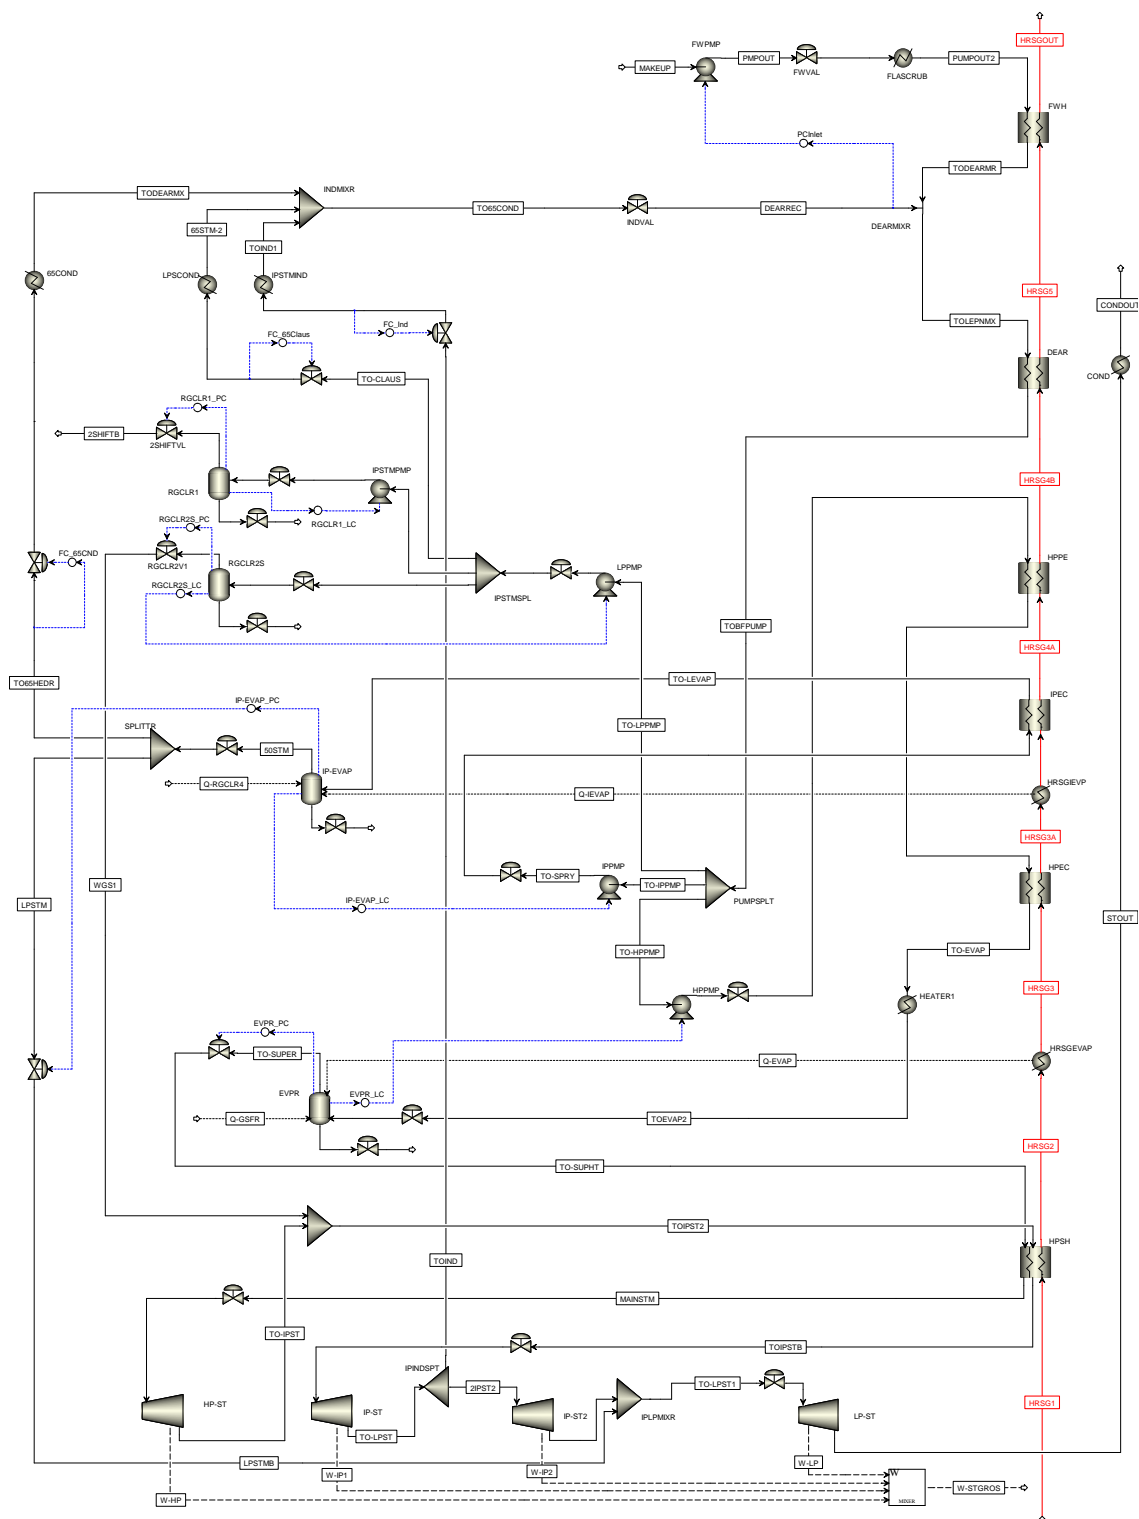 HRSGOUT
FWPMP
MAKEUP
PMPOUT
FWVAL
FLASCRUB
PUMPOUT2
FWH
PCInlet
TODEARMR
TODEARMX
INDMIXR
TO65COND
INDVAL
DEARREC
DEARMIXR
65STM-2
TOIND1
65COND
LPSCOND
IPSTMIND
HRSG5
CONDOUT
FC_Ind
FC_65Claus
TOLEPNMX
DEAR
COND
TO-CLAUS
RGCLR1_PC
2SHIFTB
2SHIFTVL
IPSTMPMP
HRSG4B
RGCLR1
RGCLR1_LC
RGCLR2S_PC
FC_65CND
RGCLR2V1
RGCLR2S
RGCLR2S_LC
IPSTMSPL
LPPMP
HPPE
TOBFPUMP
HRSG4A
TO65HEDR
TO-LEVAP
IPEC
IP-EVAP_PC
TO-LPPMP
SPLITTR
50STM
IP-EVAP
Q-RGCLR4
Q-IEVAP
HRSGIEVP
HRSG3A
WGS1
HPEC
LPSTM
TO-SPRY
IPPMP
TO-IPPMP
IP-EVAP_LC
PUMPSPLT
STOUT
TO-HPPMP
TO-EVAP
HPPMP
HEATER1
HRSG3
EVPR_PC
TO-SUPER
Q-EVAP
HRSGEVAP
EVPR
EVPR_LC
Q-GSFR
TOEVAP2
HRSG2
TO-SUPHT
TOIPST2
HPSH
TOIND
MAINSTM
TO-IPST
TOIPSTB
IPINDSPT
2IPST2
TO-LPST1
HP-ST
IP-ST
IP-ST2
IPLPMIXR
LP-ST
HRSG1
TO-LPST
LPSTMB
W-IP1
W-IP2
W-LP
W-HP
W
MIXER
W-STGROS